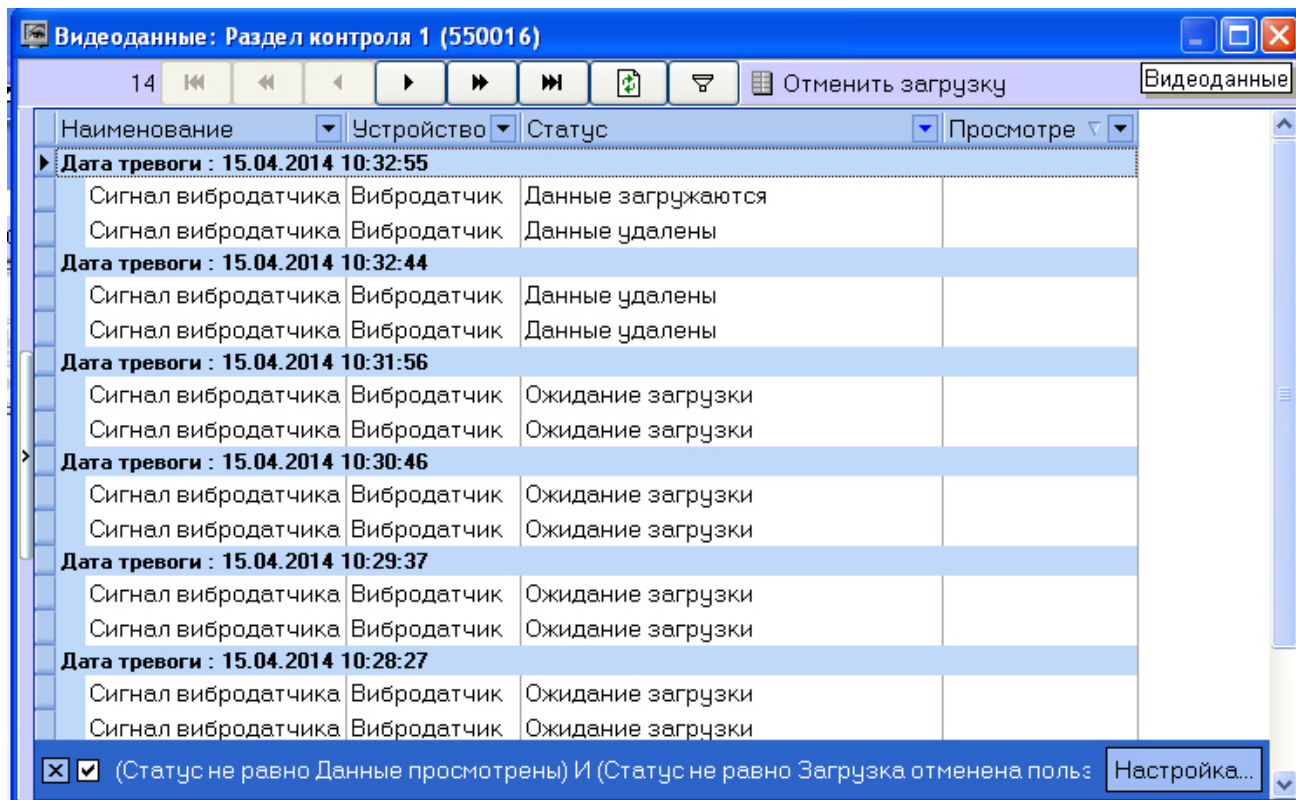 Видеоданные: Раздел контроля 1 (550016)
14 Отменить загрузку Видеоданные
Наименование Устройство Статус Просмотре
Дата тревоги : 15.04.2014 10:32:55
Сигнал вибродатчика Вибродатчик Данные загружаются
Сигнал вибродатчика Вибродатчик Данные удалены
Дата тревоги : 15.04.2014 10:32:44
Сигнал вибродатчика Вибродатчик Данные удалены
Сигнал вибродатчика Вибродатчик Данные удалены
Дата тревоги : 15.04.2014 10:31:56
Сигнал вибродатчика Вибродатчик Ожидание загрузки
Сигнал вибродатчика Вибродатчик Ожидание загрузки
Дата тревоги : 15.04.2014 10:30:46
Сигнал вибродатчика Вибродатчик Ожидание загрузки
Сигнал вибродатчика Вибродатчик Ожидание загрузки
Дата тревоги : 15.04.2014 10:29:37
Сигнал вибродатчика Вибродатчик Ожидание загрузки
Сигнал вибродатчика Вибродатчик Ожидание загрузки
Дата тревоги : 15.04.2014 10:28:27
Сигнал вибродатчика Вибродатчик Ожидание загрузки
Сигнал вибродатчика Вибродатчик Ожидание загрузки
(Статус не равно Данные просмотрены) И (Статус не равно Загрузка отменена польз Настройка...